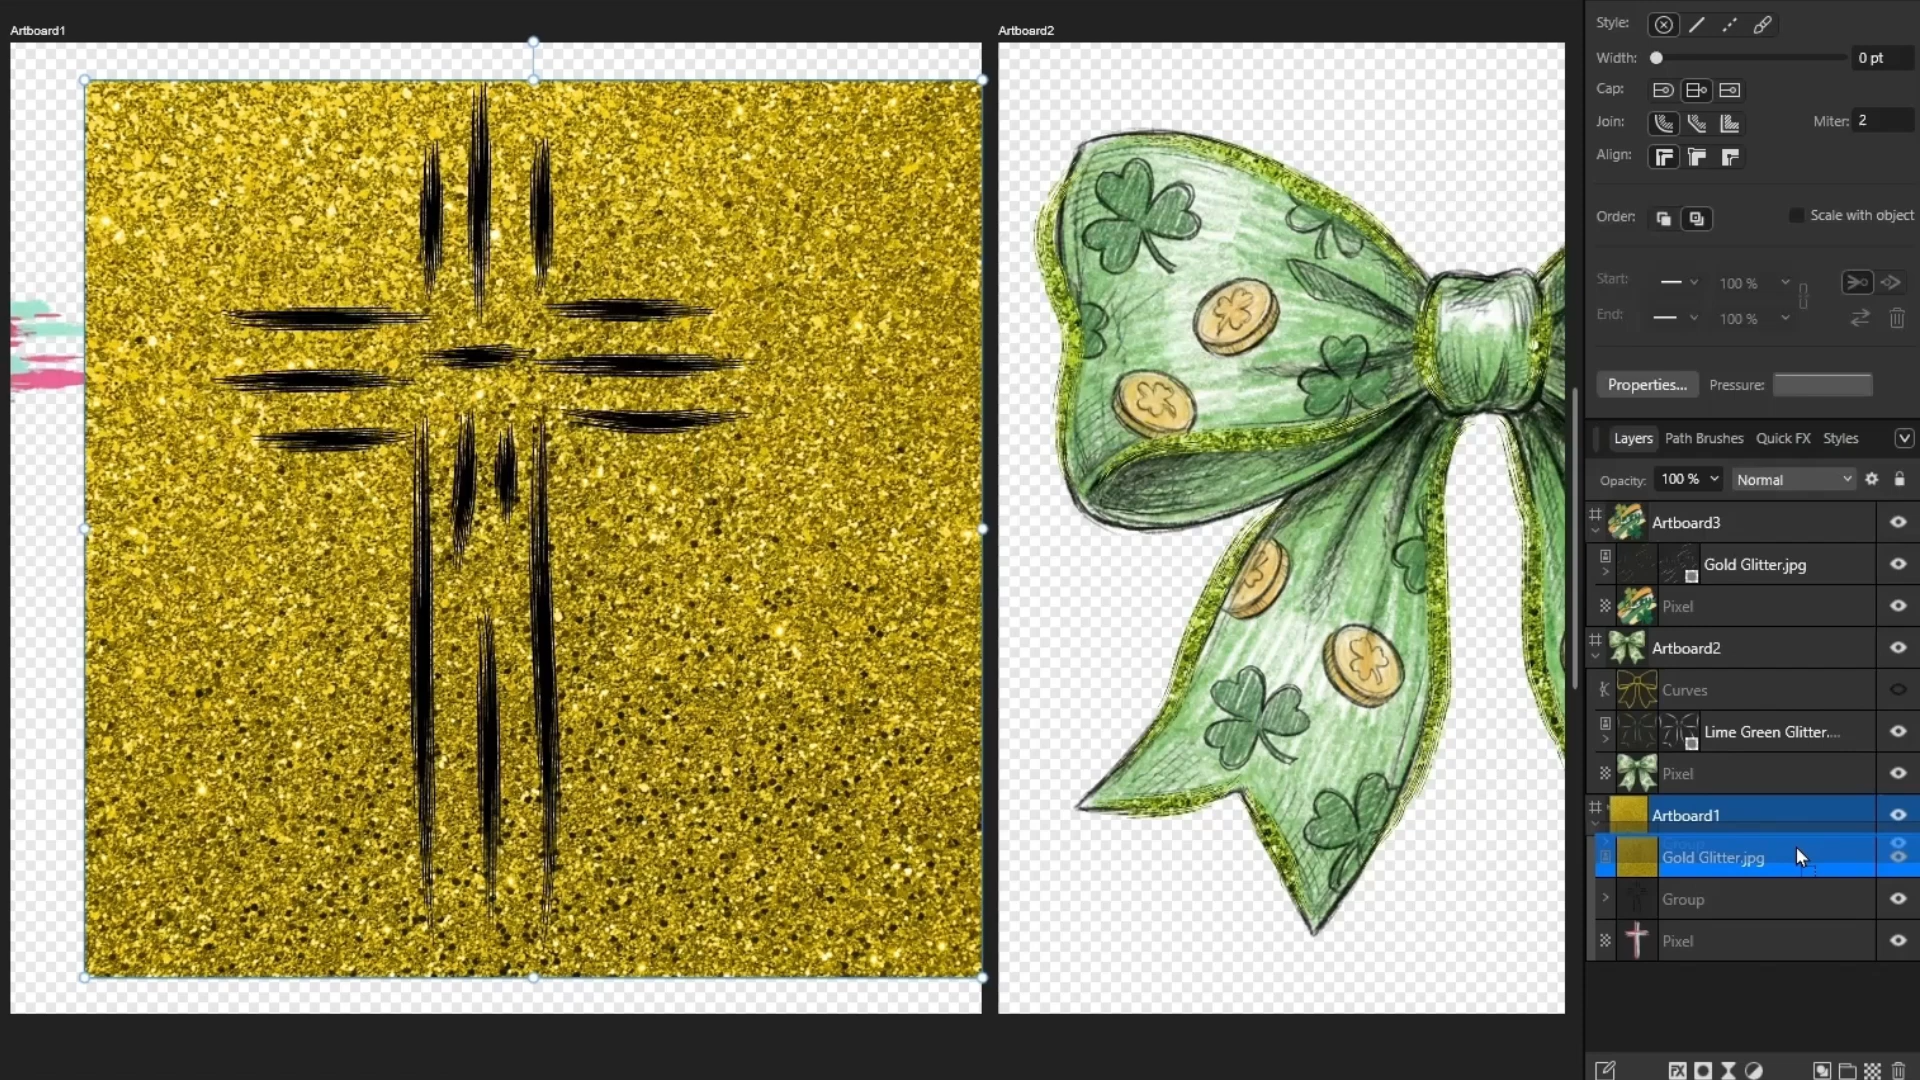 Artboard1
Artboard2
Style:
Width:
0 pt
Cap:
Join:
Miter: 2
Align:
Order:
Scale with object
Start:
100 %
End:
100 %
Properties...
Pressure:
Layers
Path Brushes
Quick FX
Styles
Opacity: 100 %
Normal
Artboard3
Gold Glitter.jpg
Pixel
Artboard2
Curves
Lime Green Glitter....
Pixel
Artboard1
Group
Gold Glitter.jpg
Group
Pixel
FX